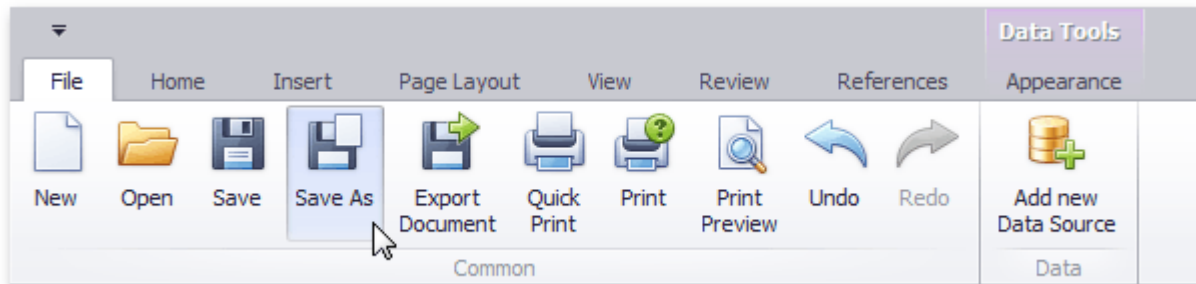 Data Tools
File Home Insert Page Layout View Review References Appearance
New Open Save Save As Export Document Quick Print Print Print Preview Undo Redo Add new Data Source
Common Data